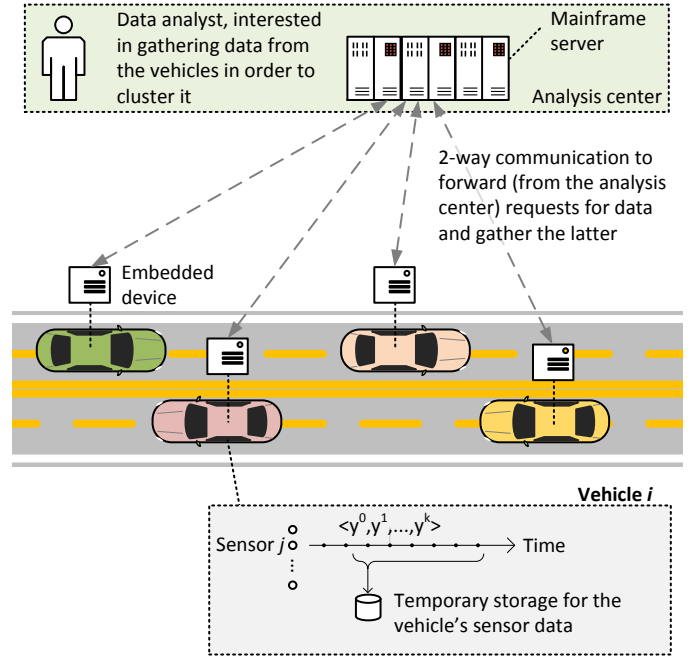 Data analyst, interested
in gathering data from
the vehicles in order to
cluster it
Mainframe
server
Analysis center
2-way communication to
forward (from the analysis
center) requests for data
and gather the latter
Embedded
device
Vehicle i
<y⁰,y¹,...,yᵏ>
Sensor j
Time
Temporary storage for the
vehicle's sensor data